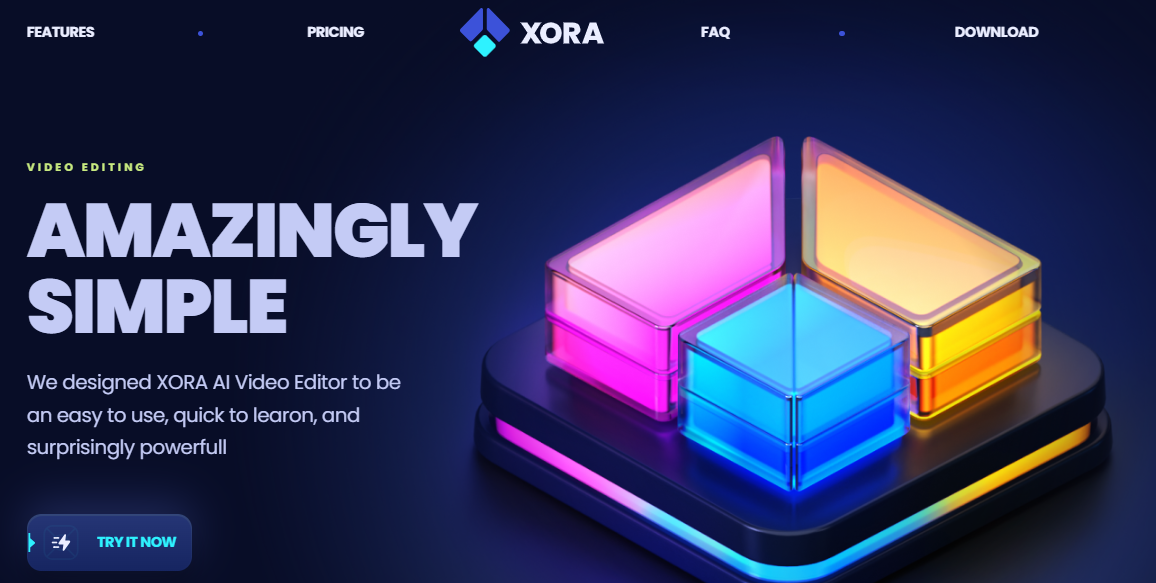 FEATURES
PRICING
XORA
FAQ
DOWNLOAD
VIDEO EDITING
AMAZINGLY
SIMPLE
We designed XORA AI Video Editor to be
an easy to use, quick to learon, and
surprisingly powerfull
TRY IT NOW